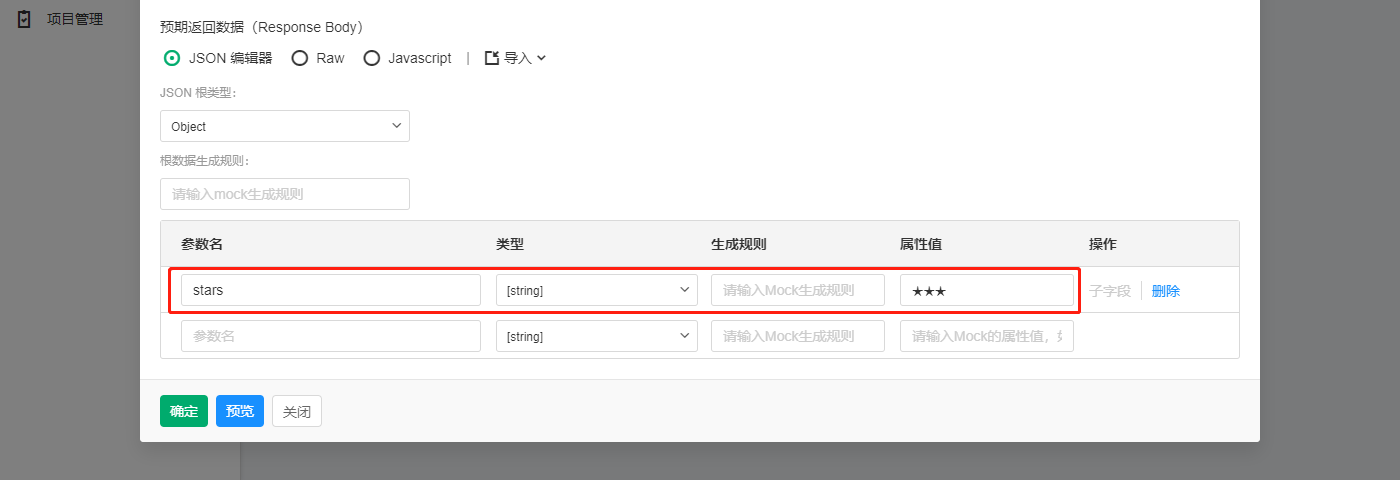 项目管理
预期返回数据（Response Body）
JSON 编辑器 Raw Javascript | 导入
JSON 根类型：
Object
根数据生成规则：
请输入mock生成规则
参数名 类型 生成规则 属性值 操作
stars [string] 请输入Mock生成规则 ★★★ 子字段 删除
参数名 [string] 请输入Mock生成规则 请输入Mock的属性值，
确定 预览 关闭